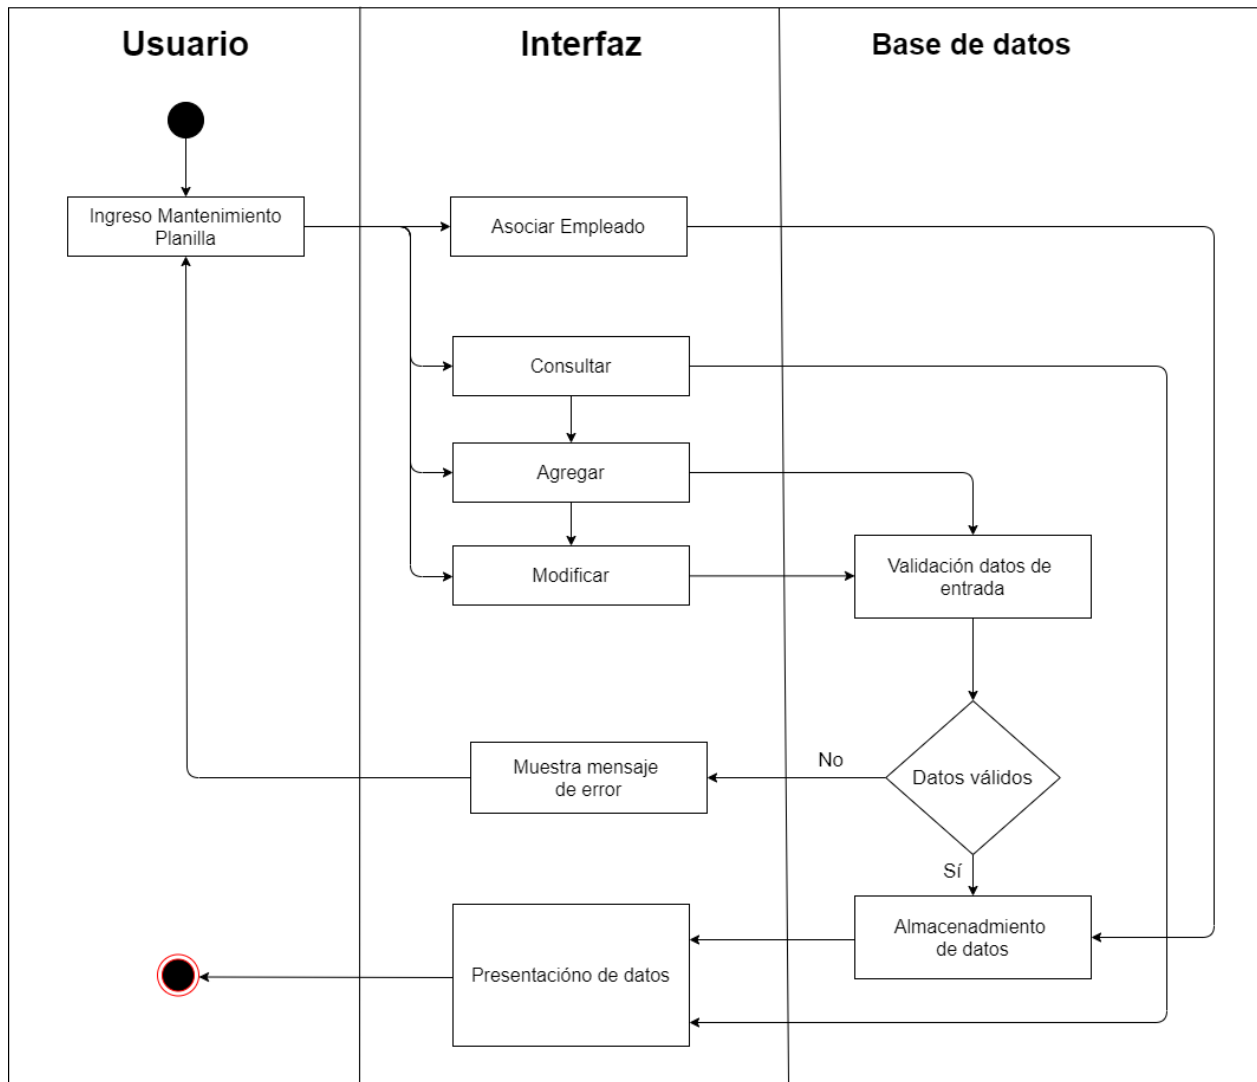 Usuario
Interfaz
Base de datos
Ingreso Mantenimiento
Planilla
Asociar Empleado
Consultar
Agregar
Modificar
Validación datos de
entrada
Datos válidos
No
Muestra mensaje
de error
Sí
Almacenadmiento
de datos
Presentacióno de datos